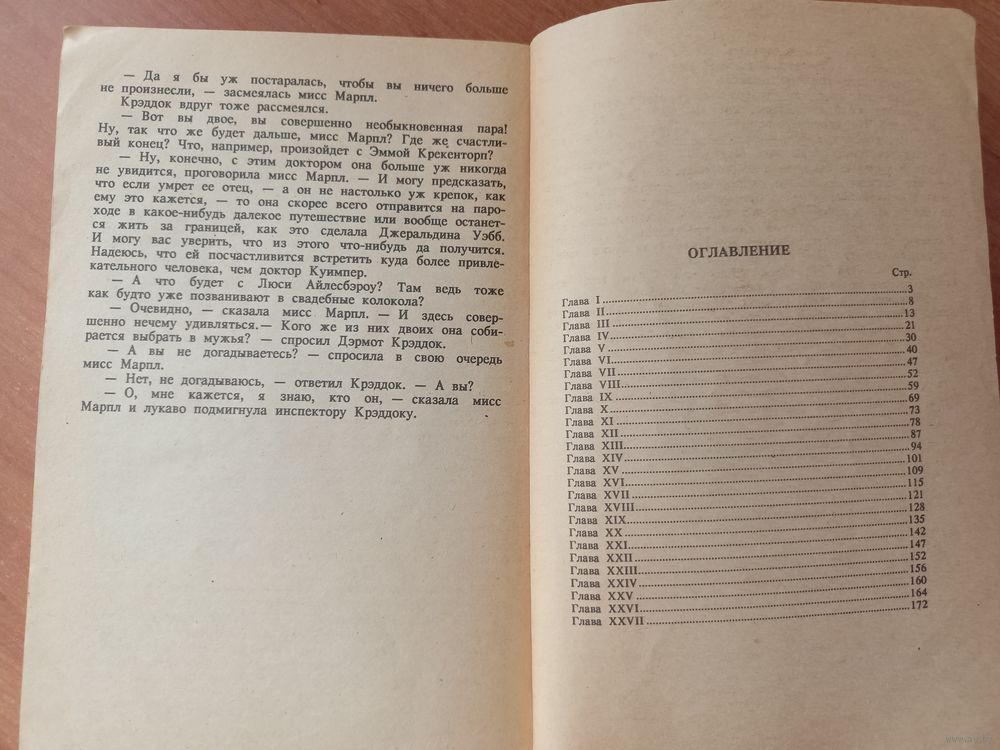 — Да я бы уж постаралась, чтобы вы ничего больше
не произнесли, — засмеялась мисс Марпл.
Крэддок вдруг тоже рассмеялся.
— Вот вы двое, вы совершенно необыкновенная пара!
Ну, так что же будет дальше, мисс Марпл? Где же счастли-
вый конец? Что, например, произойдет с Эммой Крекенторп?
— Ну, конечно, с этим доктором она больше уж никогда
не увидится, проговорила мисс Марпл. — И могу предсказать,
что если умрет ее отец, — а он не настолько уж крепок, как
ему это кажется, — то она скорее всего отправится на паро-
ходе в какое-нибудь далекое путешествие или вообще останет-
ся жить за границей, как это сделала Джеральдина Уэбб.
И могу вас уверить, что из этого что-нибудь да получится.
Надеюсь, что ей посчастливится встретить куда более привле-
кательного человека, чем доктор Куимпер.
— А что будет с Люси Айлесбэроу? Там ведь тоже
как будто уже позванивают в свадебные колокола?
— Очевидно, — сказала мисс Марпл. — И здесь совер-
шенно нечему удивляться.— Кого же из них двоих она соби-
рается выбрать в мужья? — спросил Дэрмот Крэддок.
— А вы не догадываетесь? — спросила в свою очередь
мисс Марпл.
— Нет, не догадываюсь, — ответил Крэддок. — А вы?
— О, мне кажется, я знаю, кто он, — сказала мисс
Марпл и лукаво подмигнула инспектору Крэддоку.
ОГЛАВЛЕНИЕ
Стр.
Глава I 3
Глава II 8
Глава III 13
Глава IV 21
Глава V 30
Глава VI 40
Глава VII 47
Глава VIII 52
Глава IX 59
Глава X 69
Глава XI 73
Глава XII 78
Глава XIII 87
Глава XIV 94
Глава XV 101
Глава XVI 109
Глава XVII 115
Глава XVIII 121
Глава XIX 128
Глава XX 135
Глава XXI 142
Глава XXII 147
Глава XXIII 152
Глава XXIV 156
Глава XXV 160
Глава XXVI 164
Глава XXVII 172